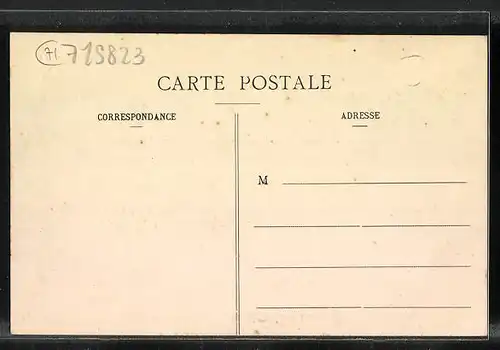 71 715823
CARTE POSTALE
CORRESPONDANCE
ADRESSE
M